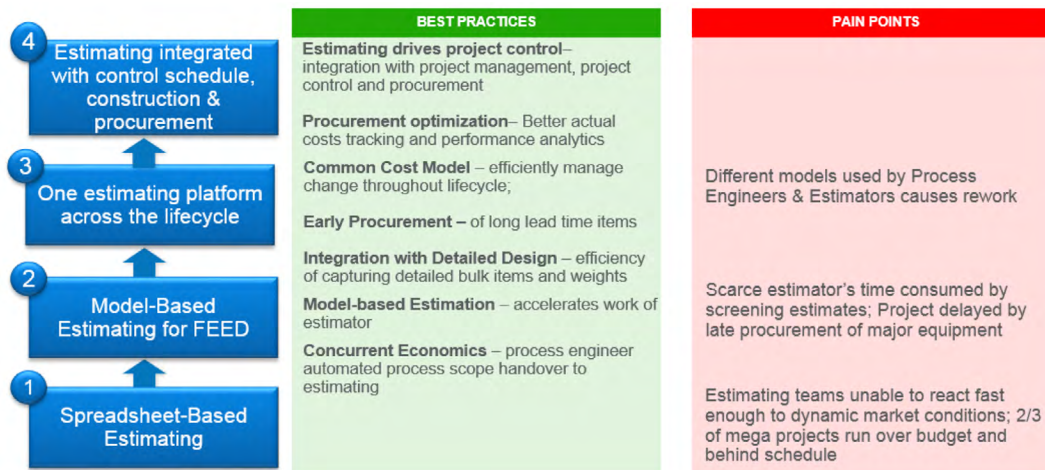 4
Estimating integrated
with control schedule,
construction &
procurement
3
One estimating platform
across the lifecycle
2
Model-Based
Estimating for FEED
1
Spreadsheet-Based
Estimating
BEST PRACTICES
Estimating drives project control–
integration with project management, project
control and procurement
Procurement optimization– Better actual
costs tracking and performance analytics
Common Cost Model – efficiently manage
change throughout lifecycle;
Early Procurement – of long lead time items
Integration with Detailed Design – efficiency
of capturing detailed bulk items and weights
Model-based Estimation – accelerates work of
estimator
Concurrent Economics – process engineer
automated process scope handover to
estimating
PAIN POINTS
Different models used by Process
Engineers & Estimators causes rework
Scarce estimator's time consumed by
screening estimates; Project delayed by
late procurement of major equipment
Estimating teams unable to react fast
enough to dynamic market conditions; 2/3
of mega projects run over budget and
behind schedule